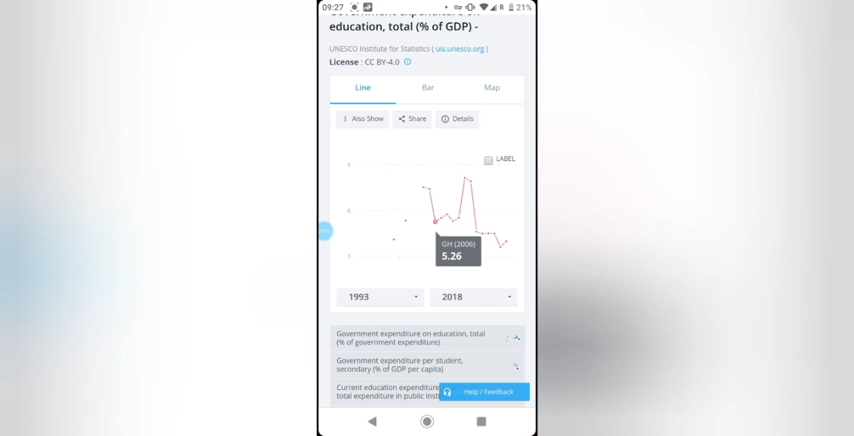 09:27
R
21%
Government expenditure on
education, total (% of GDP) -
UNESCO Institute for Statistics ( uis.unesco.org )
License : CC BY-4.0
Line
Bar
Map
Also Show
Share
Details
LABEL
9
6
3
GH (2006)
5.26
1993
2018
Government expenditure on education, total
(% of government expenditure)
Government expenditure per student,
secondary (% of GDP per capita)
Current education expenditure
total expenditure in public
Help / Feedback